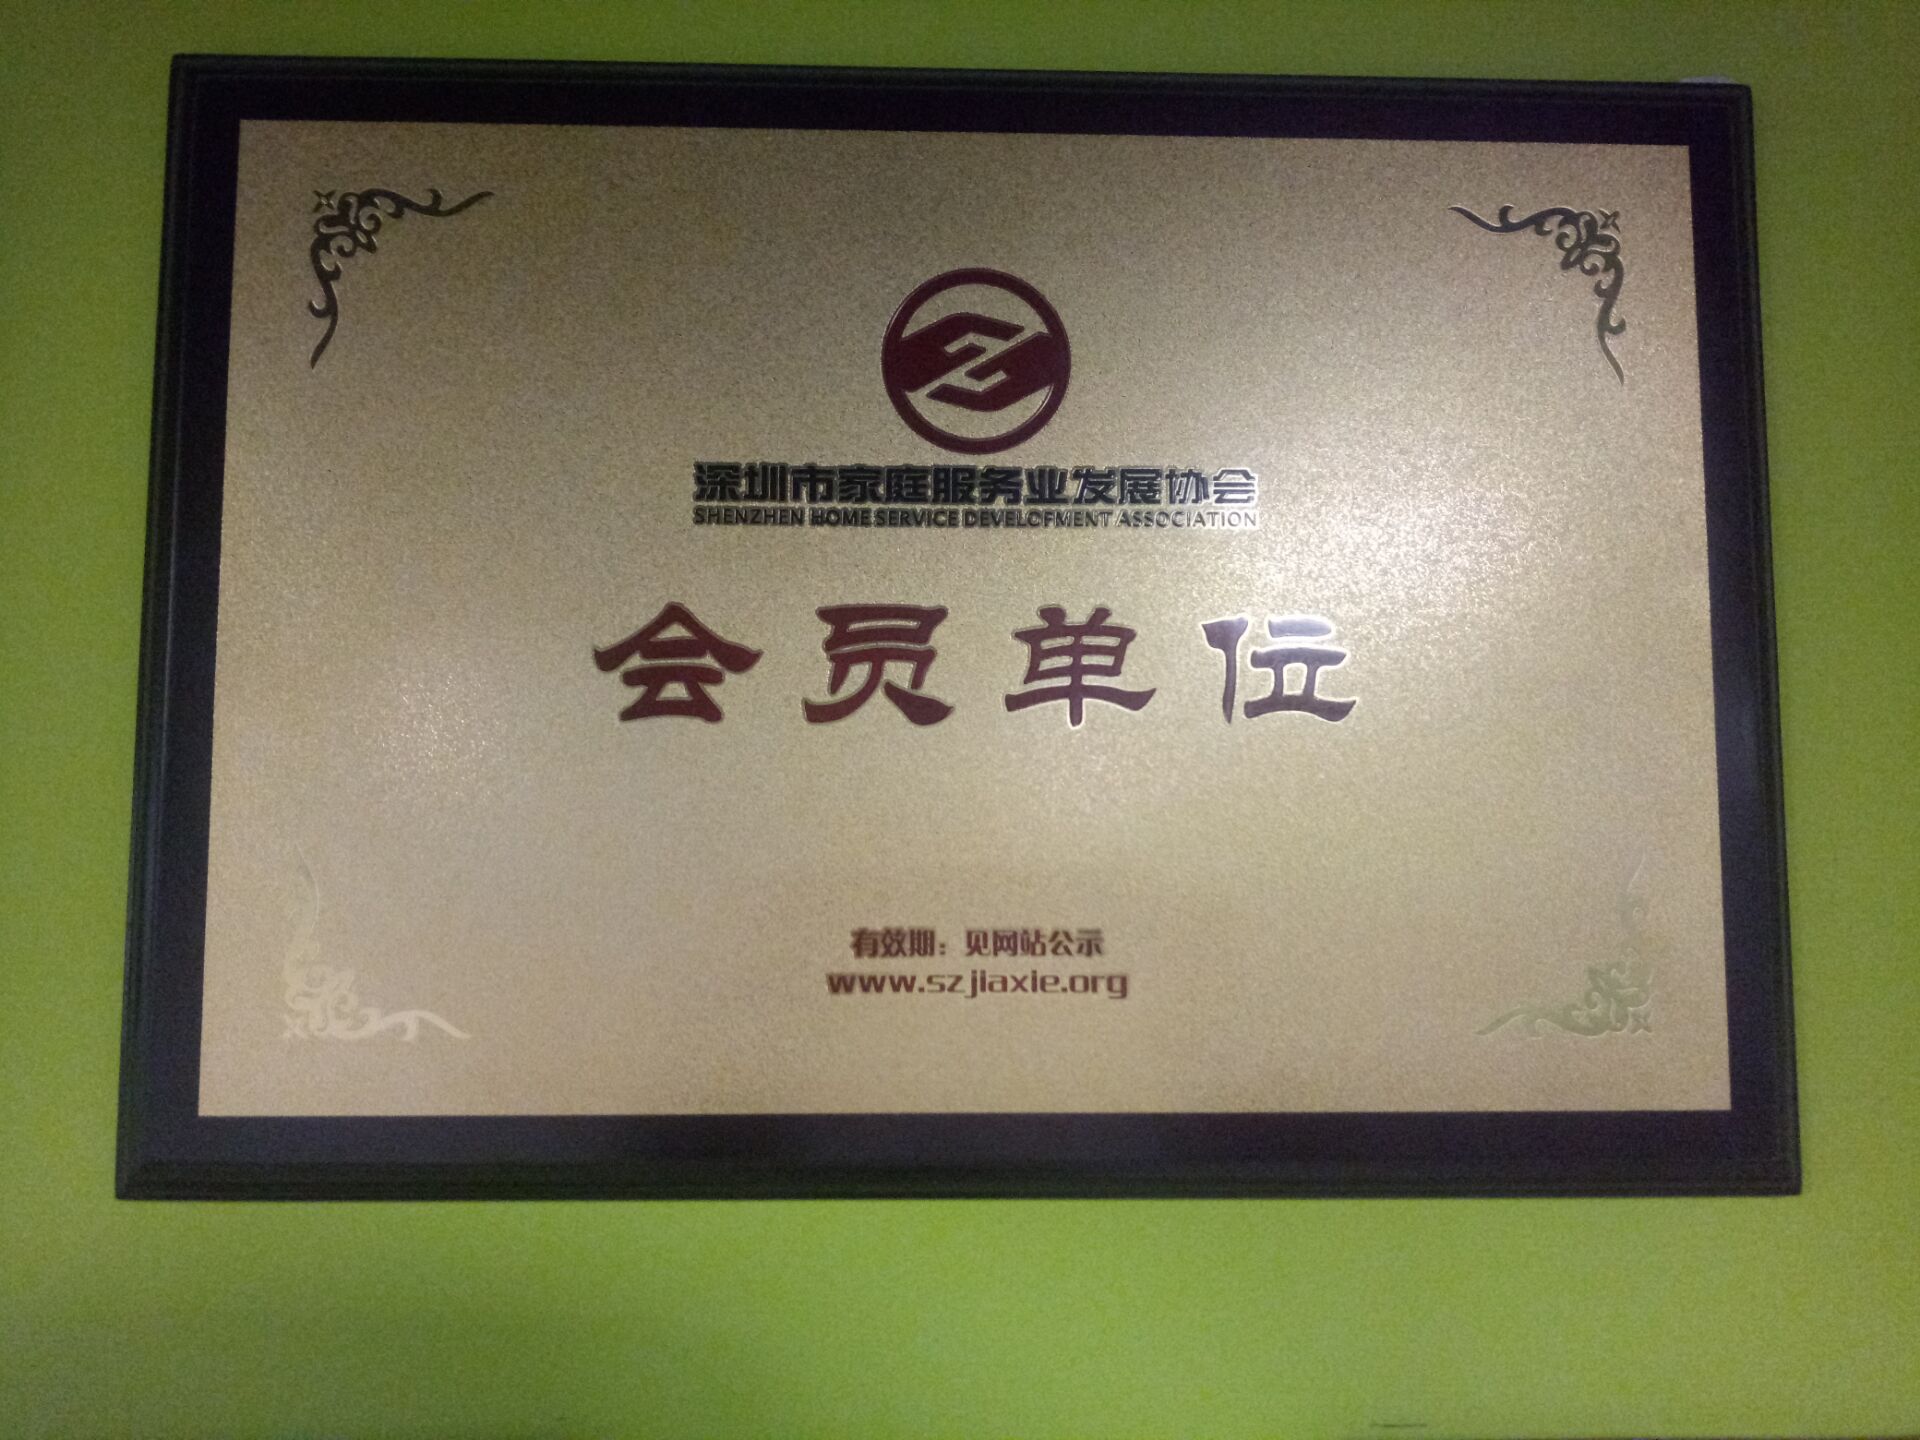 深圳市家庭服务业发展协会
SHENZHEN HOME SERVICE DEVELOPMENT ASSOCIATION
会员单位
有效期：见网站公示
www.szjiaxie.org